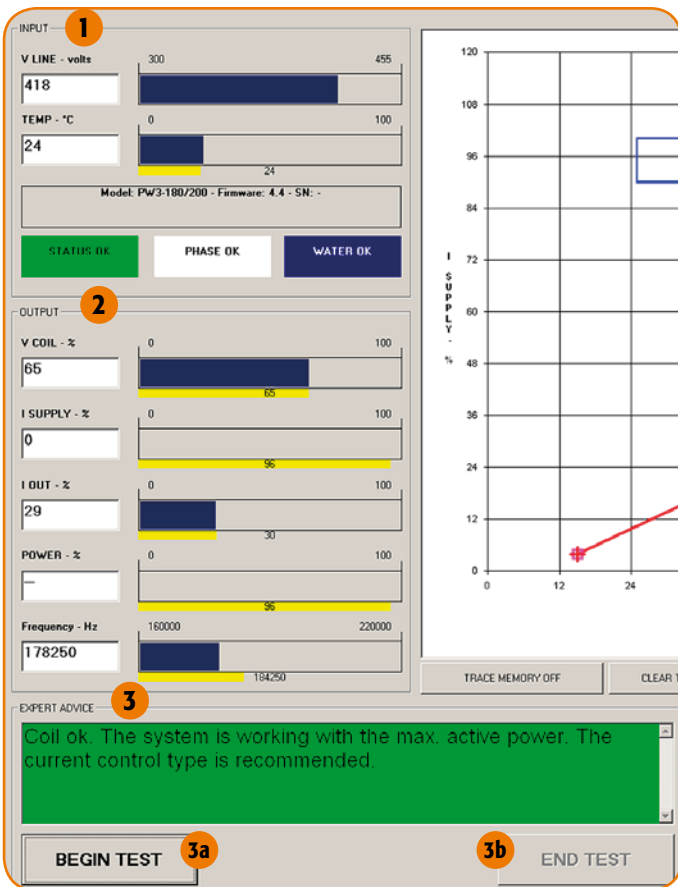 INPUT
1
V LINE - volts
300
455
418
TEMP - °C
0
100
24
24
Model: PW3-180/200 - Firmware: 4.4 - SN: -
STATUS OK
PHASE OK
WATER OK
OUTPUT
2
V COIL - %
0
100
65
65
I SUPPLY - %
0
100
0
96
I OUT - %
0
100
29
30
POWER - %
0
100
—
96
Frequency - Hz
160000
220000
178250
184250
120
108
96
84
72
60
48
36
24
12
0
I SUPPLY - %
0
12
24
TRACE MEMORY OFF
CLEAR T
EXPERT ADVICE
3
Coil ok. The system is working with the max. active power. The
current control type is recommended.
BEGIN TEST
3a
3b
END TEST